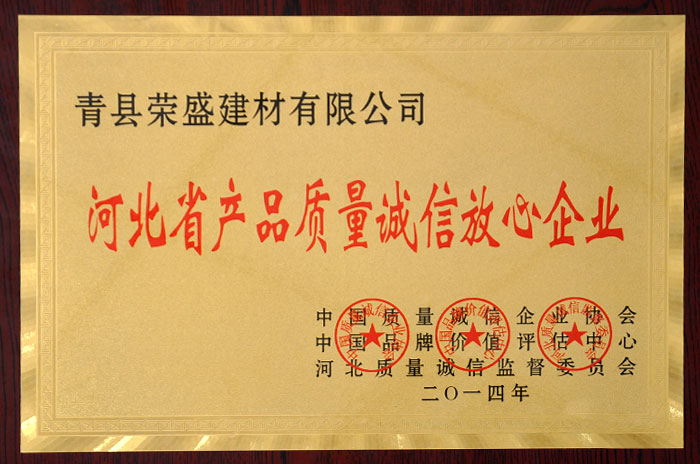 青县荣盛建材有限公司
河北省产品质量诚信放心企业
中国质量诚信企业协会
中国品牌价值评估中心
河北质量诚信监督委员会
二〇一四年